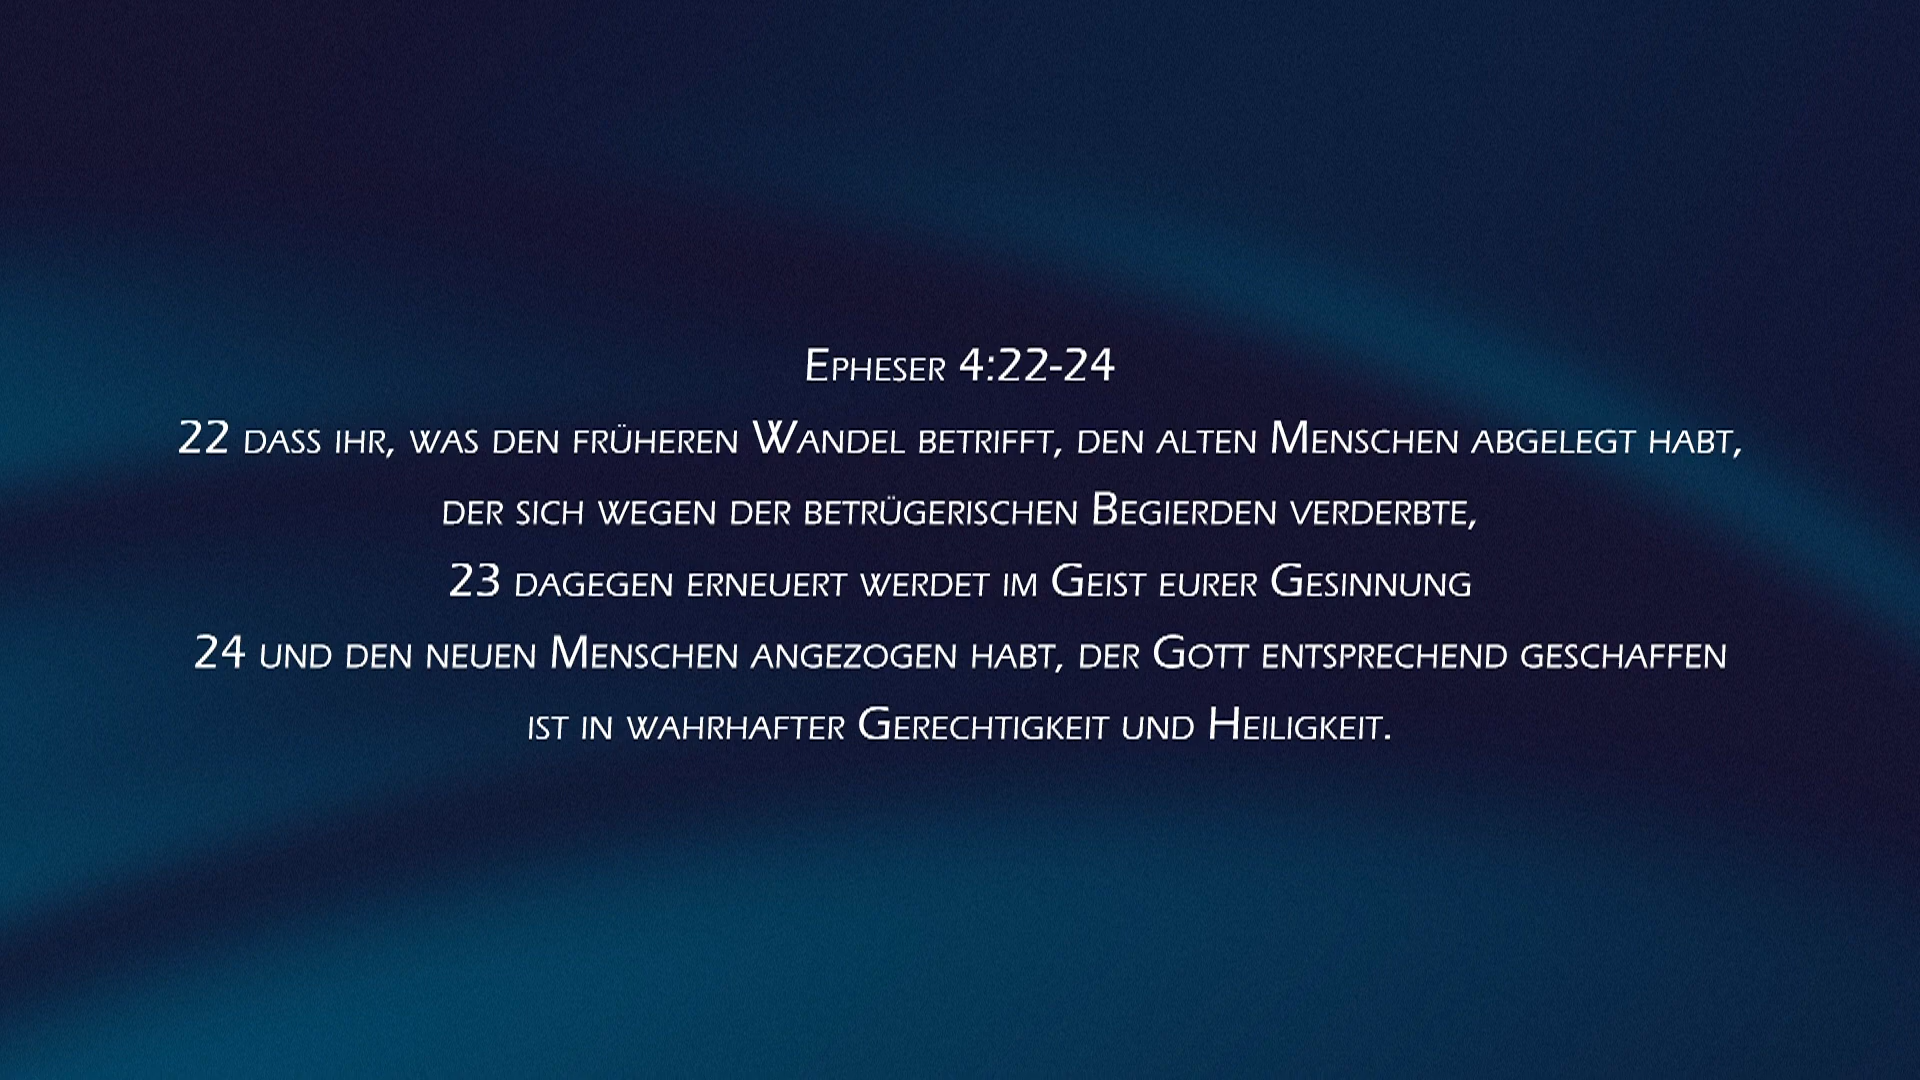 Epheser 4:22-24
22 dass ihr, was den früheren Wandel betrifft, den alten Menschen abgelegt habt,
der sich wegen der betrügerischen Begierden verderbte,
23 dagegen erneuert werdet im Geist eurer Gesinnung
24 und den neuen Menschen angezogen habt, der Gott entsprechend geschaffen
ist in wahrhafter Gerechtigkeit und Heiligkeit.